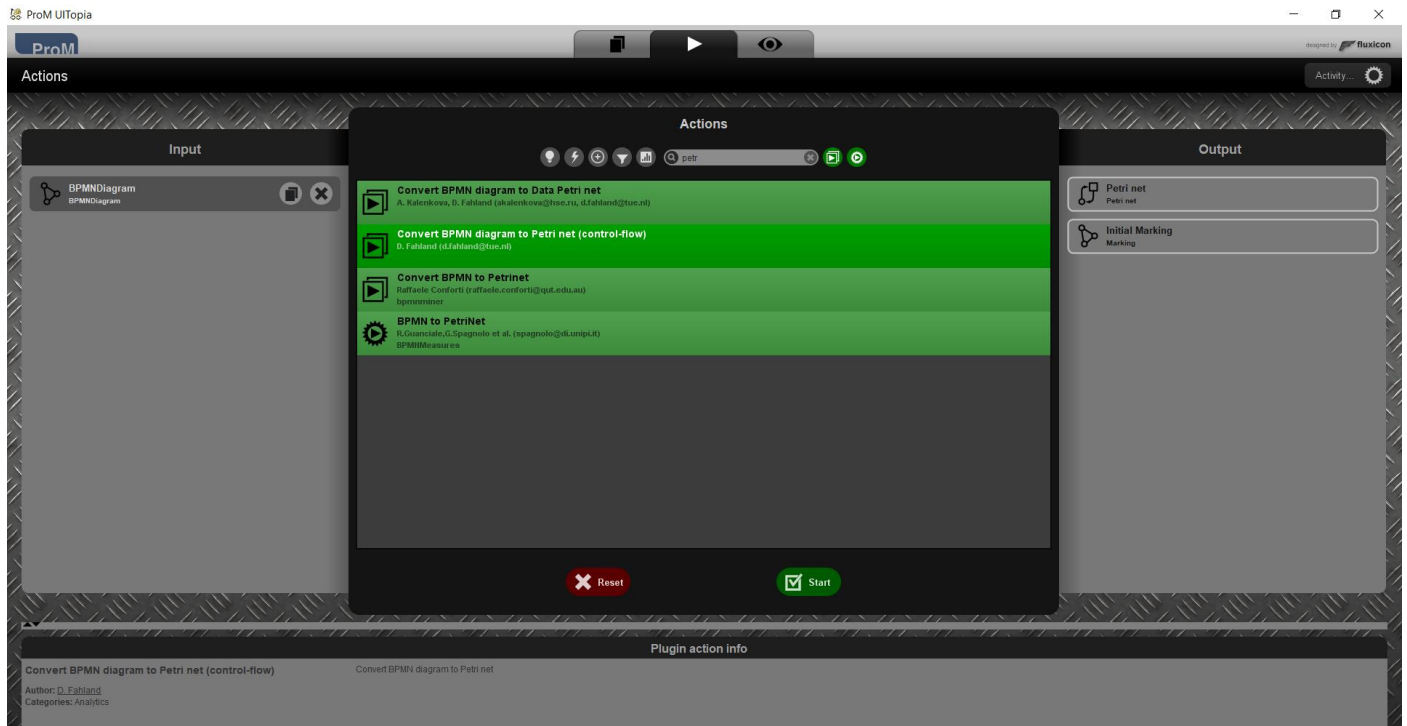 ProM UITopia
ProM
designed by fluxicon
Actions
Activity...
Actions
Input
petr
Output
BPMNDiagram
BPMNDiagram
Convert BPMN diagram to Data Petri net
A. Kalenkova, D. Fahland (akalenkova@hse.ru, d.fahland@tue.nl)
Convert BPMN diagram to Petri net (control-flow)
D. Fahland (d.fahland@tue.nl)
Convert BPMN to Petrinet
Raffaele Conforti (raffaele.conforti@qut.edu.au)
bpmnminer
BPMN to PetriNet
R.Guanciale,G.Spagnolo et al. (spagnolo@di.unipi.it)
BPMNMeasures
Petri net
Petri net
Initial Marking
Marking
Reset
Start
Plugin action info
Convert BPMN diagram to Petri net (control-flow)
Convert BPMN diagram to Petri net
Author: D. Fahland
Categories: Analytics